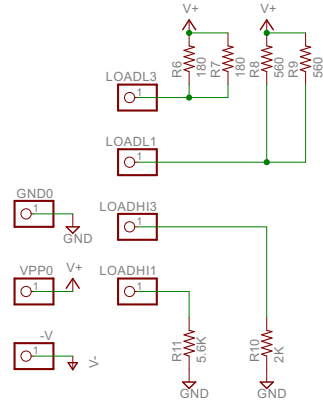 V+
V+
R6
180
R7
180
R8
560
R9
560
LOADL3
1
LOADL1
1
GND0
1
GND
LOADHI3
1
VPP0
1
V+
LOADHI1
1
-V
1
V-
R11
5.6K
R10
2K
GND
GND